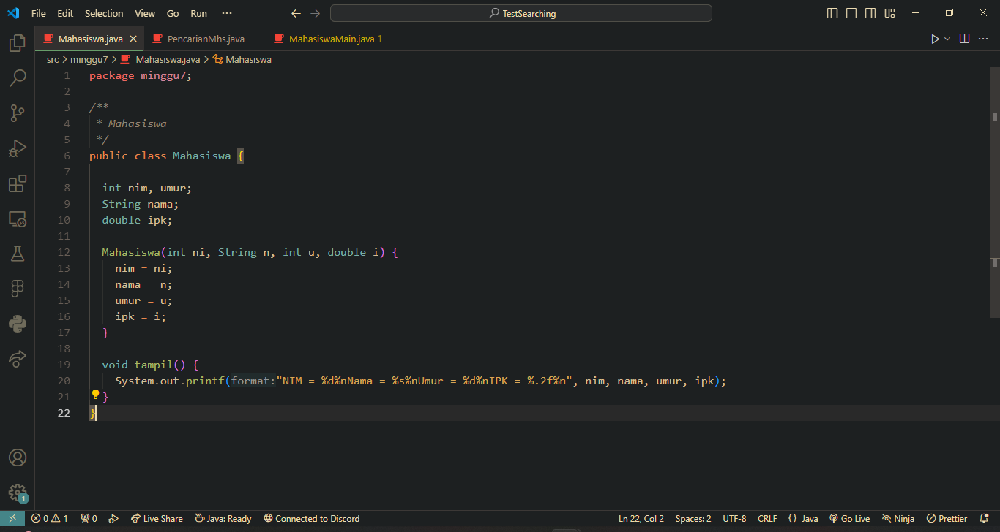 File Edit Selection View Go Run ··· TestSearching
Mahasiswa.java PencarianMhs.java MahasiswaMain.java 1
src > minggu7 > Mahasiswa.java > Mahasiswa
1 package minggu7;
2
3 /**
4 * Mahasiswa
5 */
6 public class Mahasiswa {
7
8 int nim, umur;
9 String nama;
10 double ipk;
11
12 Mahasiswa(int ni, String n, int u, double i) {
13 nim = ni;
14 nama = n;
15 umur = u;
16 ipk = i;
17 }
18
19 void tampil() {
20 System.out.printf(format:"NIM = %d%nNama = %s%nUmur = %d%nIPK = %.2f%n", nim, nama, umur, ipk);
21 }
22 }
1
0 1 0 Live Share Java: Ready Connected to Discord Ln 22, Col 2 Spaces: 2 UTF-8 CRLF {} Java Go Live Ninja Prettier